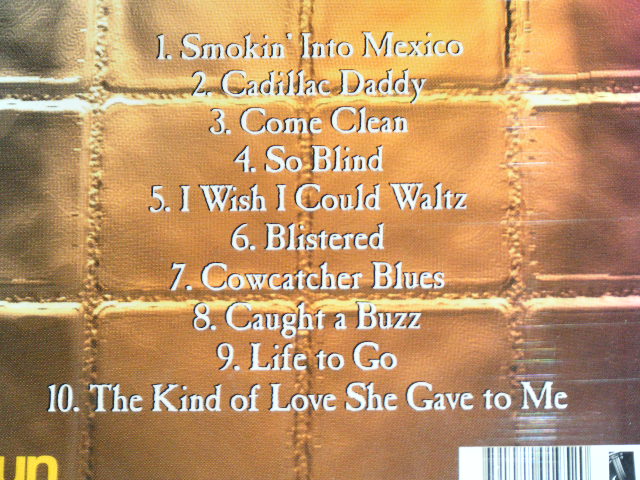 1. Smokin' Into Mexico
2. Cadillac Daddy
3. Come Clean
4. So Blind
5. I Wish I Could Waltz
6. Blistered
7. Cowcatcher Blues
8. Caught a Buzz
9. Life to Go
10. The Kind of Love She Gave to Me
un